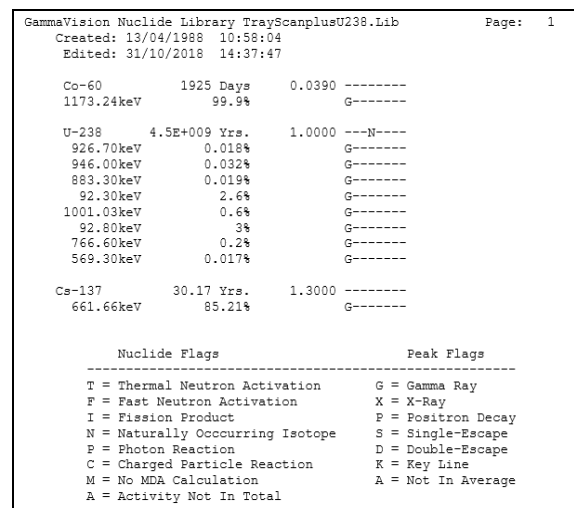 GammaVision Nuclide Library TrayScanplusU238.Lib Page: 1
Created: 13/04/1988 10:58:04
Edited: 31/10/2018 14:37:47
Co-60 1925 Days 0.0390 --------
1173.24keV 99.9% G-------
U-238 4.5E+009 Yrs. 1.0000 ---N----
926.70keV 0.018% G-------
946.00keV 0.032% G-------
883.30keV 0.019% G-------
92.30keV 2.6% G-------
1001.03keV 0.6% G-------
92.80keV 3% G-------
766.60keV 0.2% G-------
569.30keV 0.017% G-------
Cs-137 30.17 Yrs. 1.3000 --------
661.66keV 85.21% G-------
Nuclide Flags Peak Flags
-----------------------------------------------------
T = Thermal Neutron Activation G = Gamma Ray
F = Fast Neutron Activation X = X-Ray
I = Fission Product P = Positron Decay
N = Naturally Occcurring Isotope S = Single-Escape
P = Photon Reaction D = Double-Escape
C = Charged Particle Reaction K = Key Line
M = No MDA Calculation A = Not In Average
A = Activity Not In Total